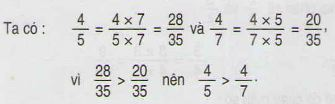 Ta có : 4/5 = (4 × 7)/(5 × 7) = 28/35 và 4/7 = (4 × 5)/(7 × 5) = 20/35,
vì 28/35 > 20/35 nên 4/5 > 4/7.